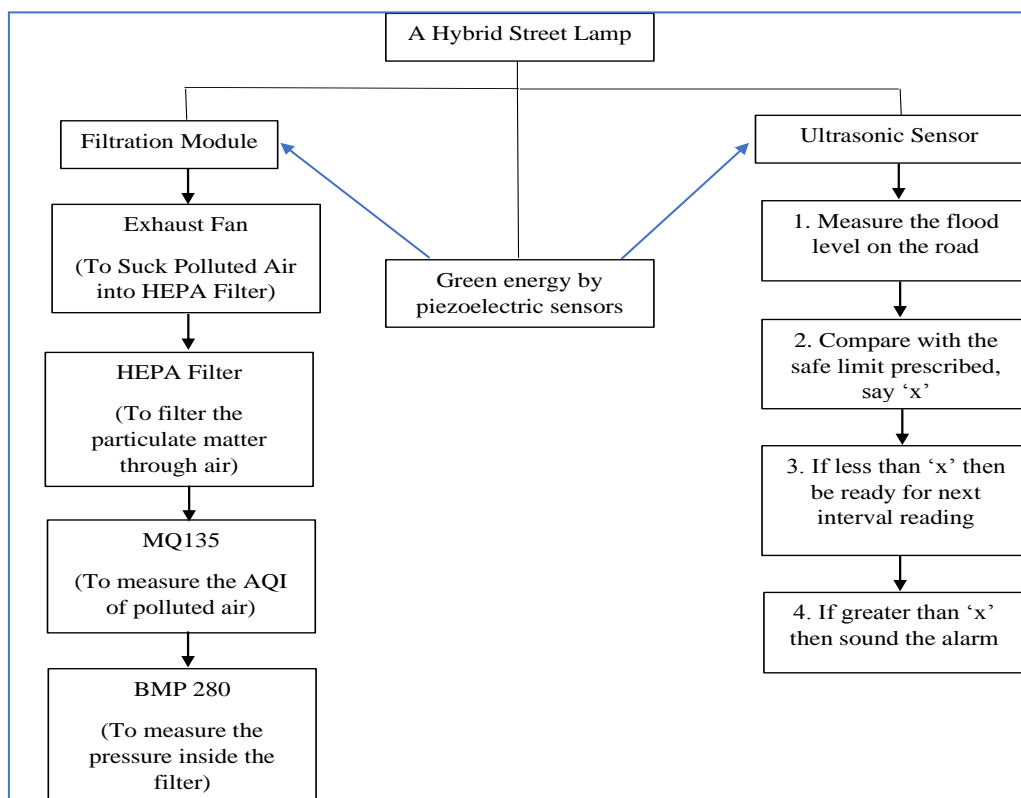 A Hybrid Street Lamp
Filtration Module
Exhaust Fan
(To Suck Polluted Air
into HEPA Filter)
HEPA Filter
(To filter the
particulate matter
through air)
MQ135
(To measure the AQI
of polluted air)
BMP 280
(To measure the
pressure inside the
filter)
Green energy by
piezoelectric sensors
Ultrasonic Sensor
1. Measure the flood
level on the road
2. Compare with the
safe limit prescribed,
say ‘x’
3. If less than ‘x’ then
be ready for next
interval reading
4. If greater than ‘x’
then sound the alarm